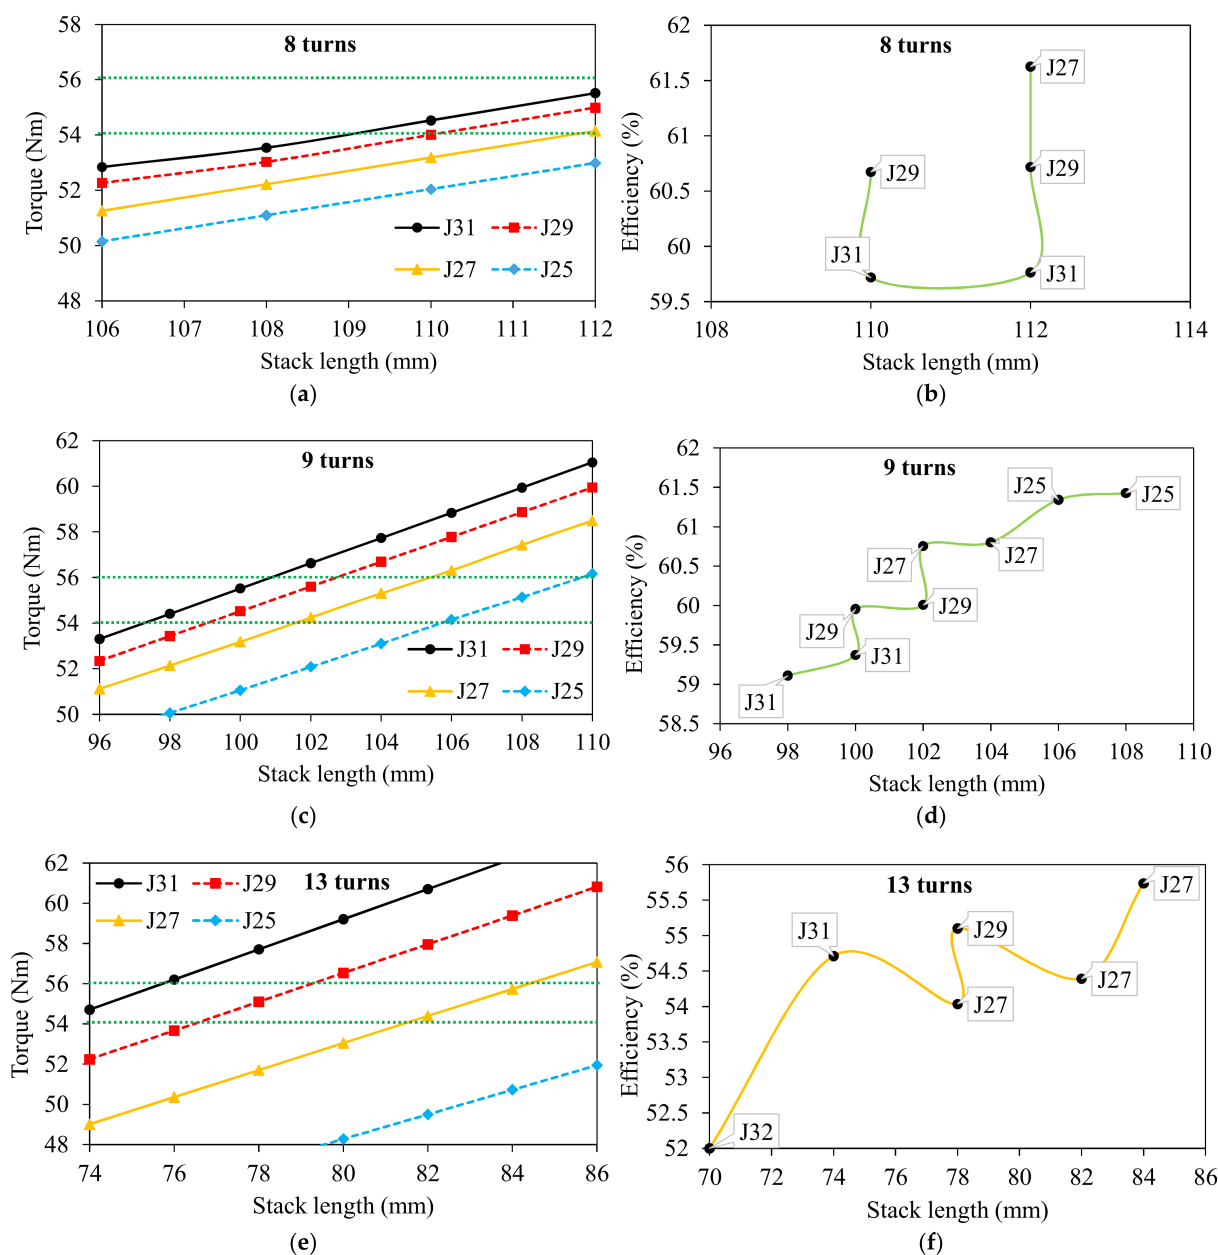 8 turns
Torque (Nm)
58
56
54
52
50
48
J31 J29
J27 J25
106 107 108 109 110 111 112
Stack length (mm)
(a)
8 turns
Efficiency (%)
62
61.5
61
60.5
60
59.5
J27
J29
J29
J31
J31
108 110 112 114
Stack length (mm)
(b)
9 turns
Torque (Nm)
62
60
58
56
54
52
50
J31 J29
J27 J25
96 98 100 102 104 106 108 110
Stack length (mm)
(c)
9 turns
Efficiency (%)
62
61.5
61
60.5
60
59.5
59
58.5
J25 J25
J27 J27
J29 J29
J31
J31
96 98 100 102 104 106 108 110
Stack length (mm)
(d)
13 turns
J31 J29
J27 J25
Torque (Nm)
62
60
58
56
54
52
50
48
74 76 78 80 82 84 86
Stack length (mm)
(e)
13 turns
Efficiency (%)
56
55.5
55
54.5
54
53.5
53
52.5
52
J27
J31 J29
J27
J27
J32
70 72 74 76 78 80 82 84 86
Stack length (mm)
(f)